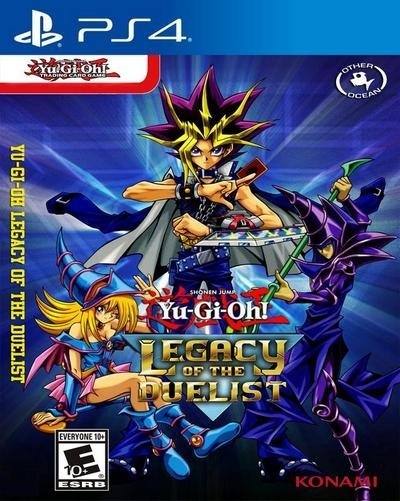 PS4
Yu-Gi-Oh!
TRADING CARD GAME
OTHER
OCEAN
YU-GI-OH LEGACY OF THE DUELIST
SHONEN JUMP
Yu-Gi-Oh!
LEGACY
OF THE
DUELIST
EVERYONE 10+
E
10+
ESRB
KONAMI